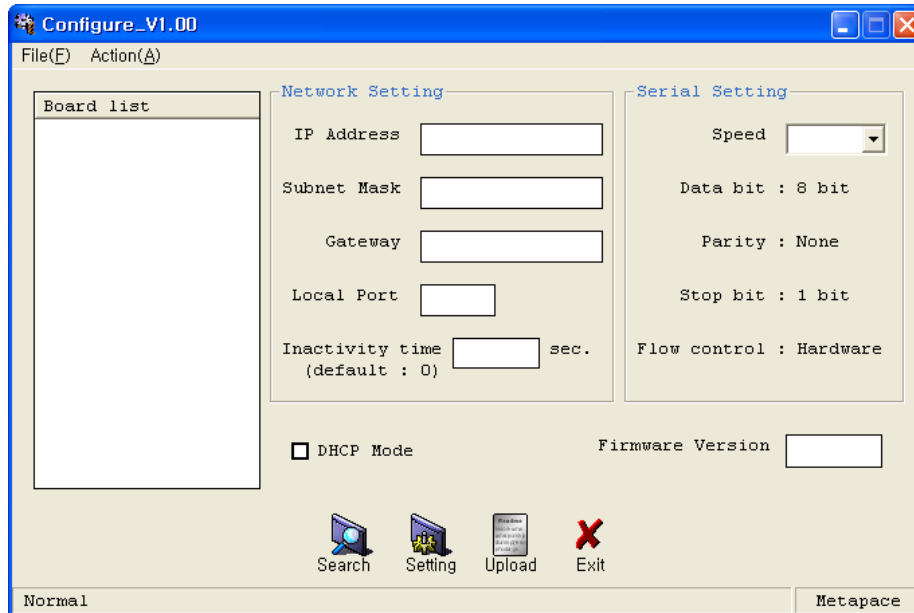 Configure_V1.00
File(F) Action(A)
Board list
Network Setting
IP Address
Subnet Mask
Gateway
Local Port
Inactivity time sec.
(default : 0)
Serial Setting
Speed
Data bit : 8 bit
Parity : None
Stop bit : 1 bit
Flow control : Hardware
DHCP Mode
Firmware Version
Search Setting Upload Exit
Normal Metapace